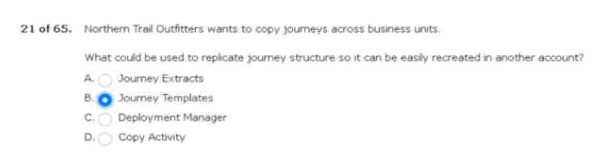 21 of 65. Northern Trail Outfitters wants to copy journeys across business units.
What could be used to replicate journey structure so it can be easily recreated in another account?
A. Journey Extracts
B. Journey Templates
C. Deployment Manager
D. Copy Activity